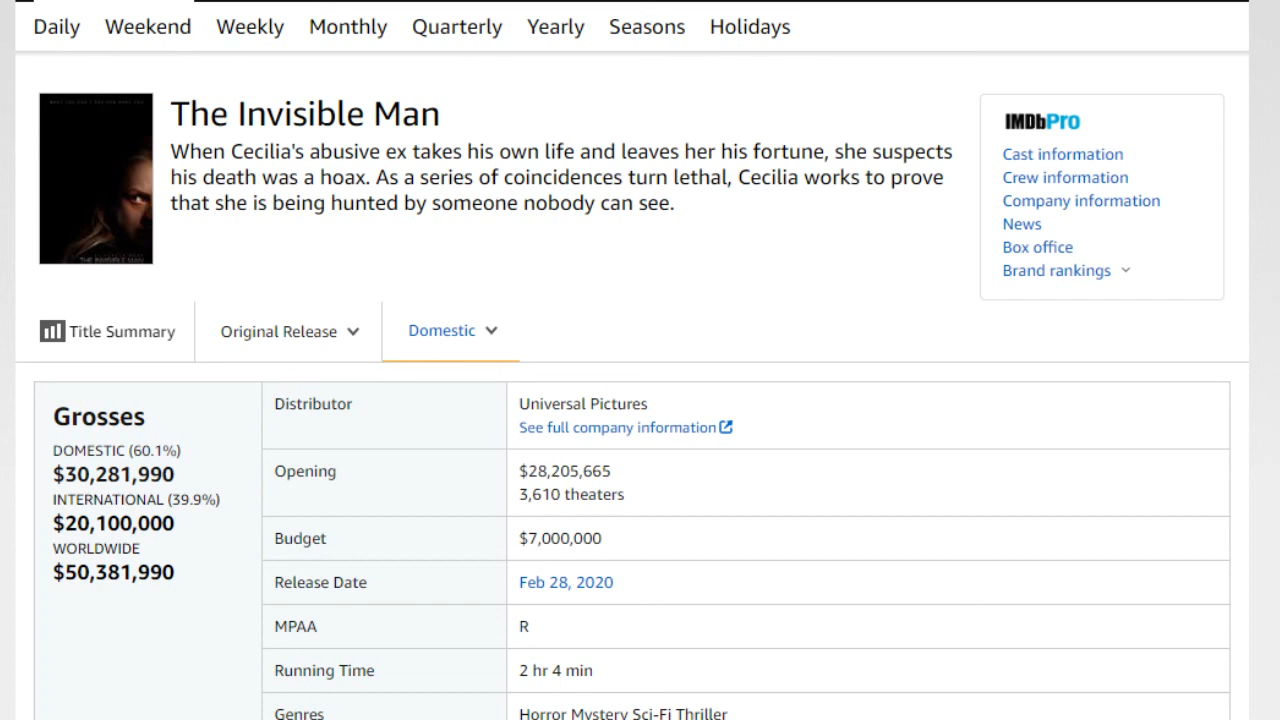 Daily Weekend Weekly Monthly Quarterly Yearly Seasons Holidays
The Invisible Man
When Cecilia's abusive ex takes his own life and leaves her his fortune, she suspects
his death was a hoax. As a series of coincidences turn lethal, Cecilia works to prove
that she is being hunted by someone nobody can see.
THE INVISIBLE MAN
IMDbPro
Cast information
Crew information
Company information
News
Box office
Brand rankings
Title Summary
Original Release
Domestic
Grosses
DOMESTIC (60.1%)
$30,281,990
INTERNATIONAL (39.9%)
$20,100,000
WORLDWIDE
$50,381,990
Distributor
Universal Pictures
See full company information
Opening
$28,205,665
3,610 theaters
Budget
$7,000,000
Release Date
Feb 28, 2020
MPAA
R
Running Time
2 hr 4 min
Genres
Horror Mystery Sci-Fi Thriller